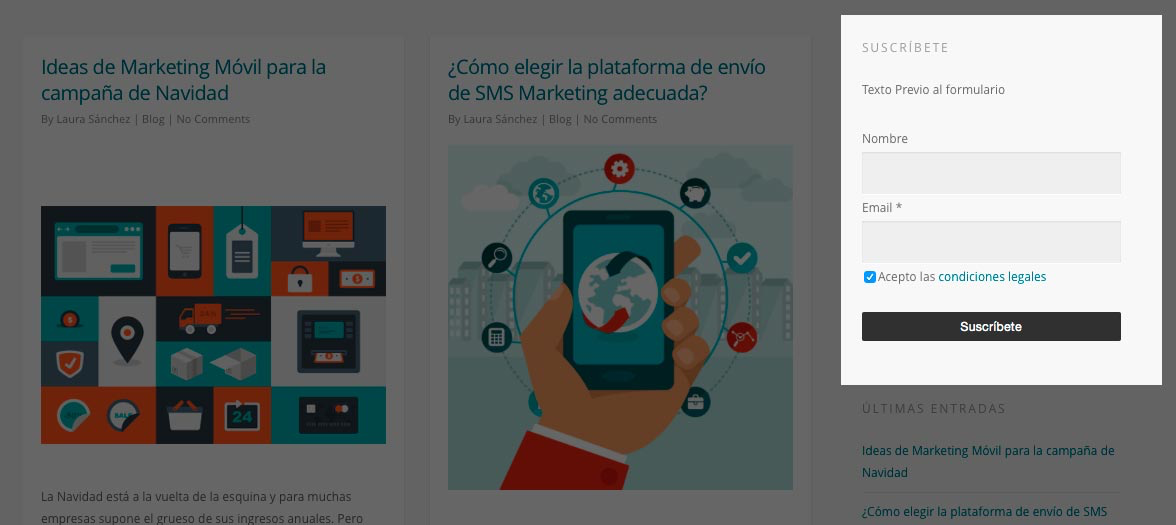 Ideas de Marketing Móvil para la
campaña de Navidad
By Laura Sánchez | Blog | No Comments
24/h
SALE
24
La Navidad está a la vuelta de la esquina y para muchas
empresas supone el grueso de sus ingresos anuales. Pero
¿Cómo elegir la plataforma de envío
de SMS Marketing adecuada?
By Laura Sánchez | Blog | No Comments
SUSCRÍBETE
Texto Previo al formulario
Nombre
Email *
Acepto las condiciones legales
Suscríbete
ÚLTIMAS ENTRADAS
Ideas de Marketing Móvil para la campaña de
Navidad
¿Cómo elegir la plataforma de envío de SMS